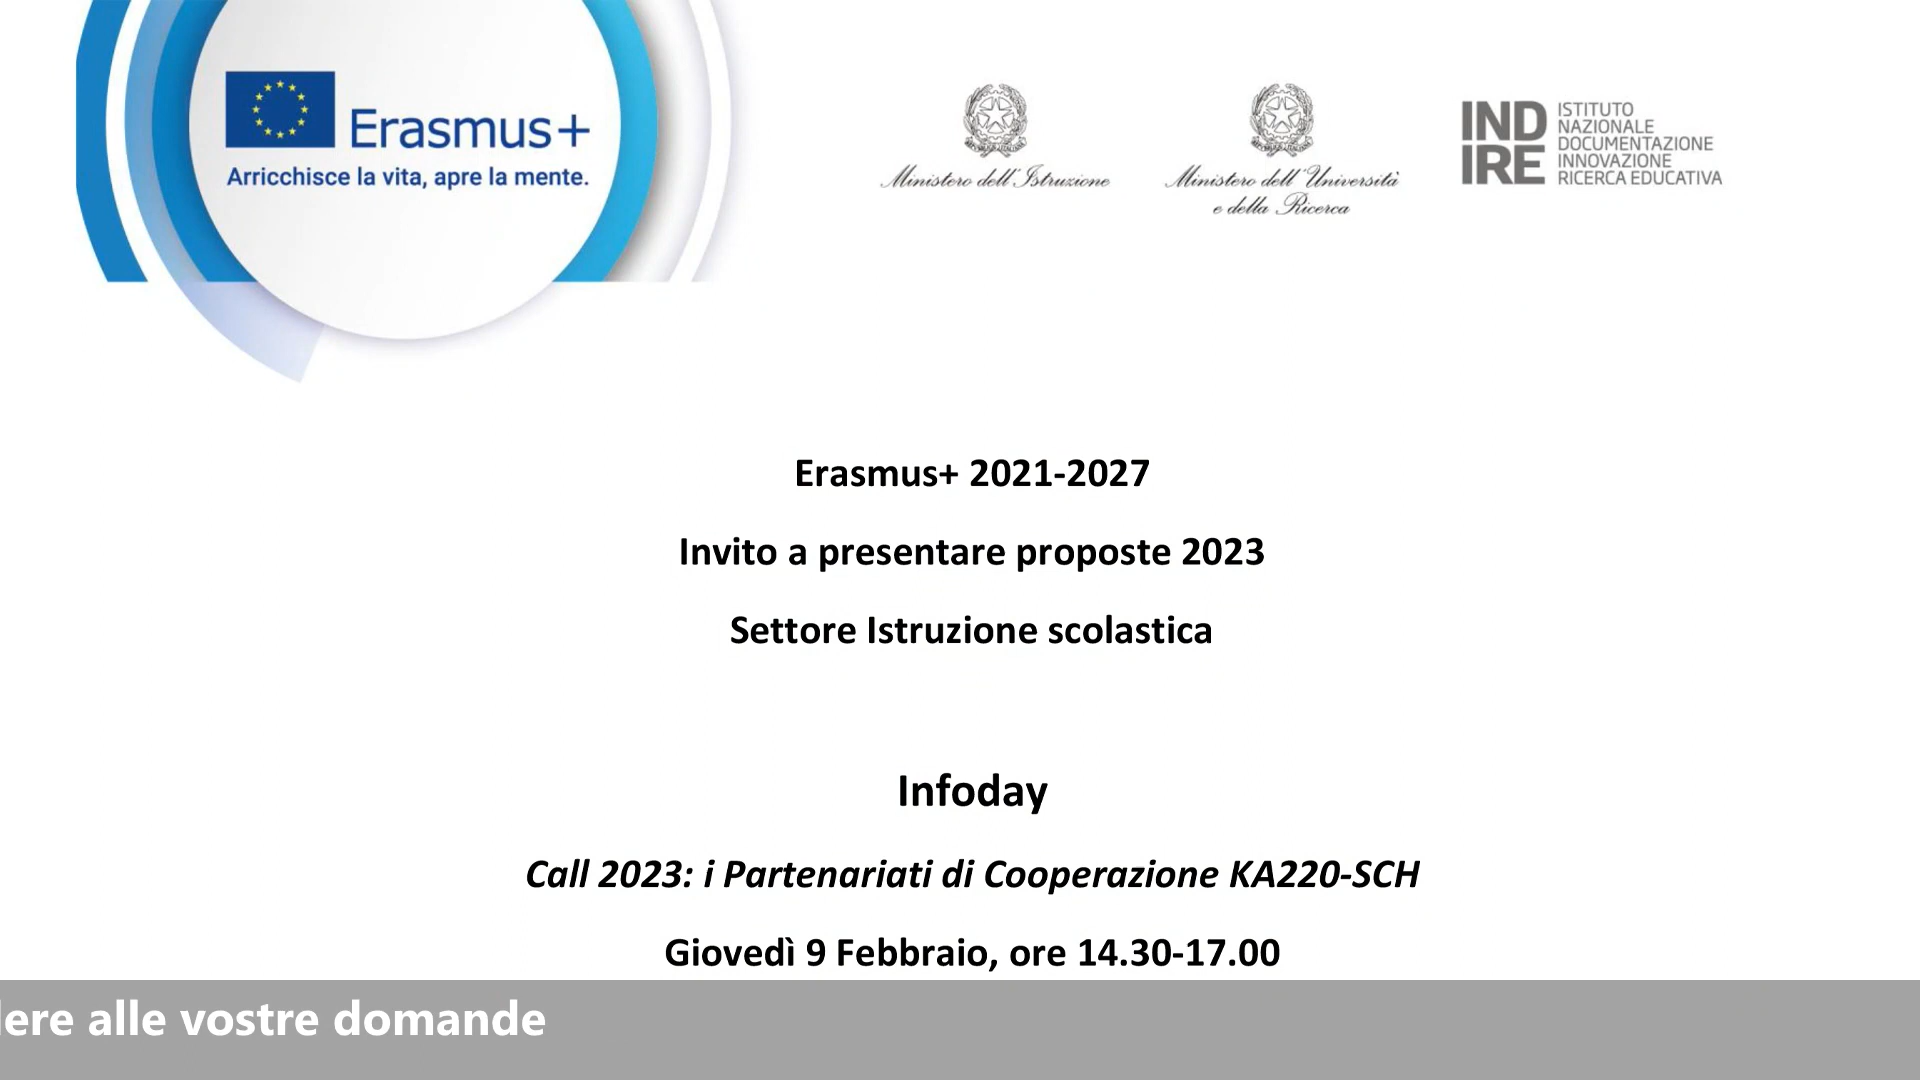 Erasmus+
Arricchisce la vita, apre la mente.
Ministero dell'Istruzione
Ministero dell'Università
e della Ricerca
IND
IRE
ISTITUTO
NAZIONALE
DOCUMENTAZIONE
INNOVAZIONE
RICERCA EDUCATIVA
Erasmus+ 2021-2027
Invito a presentare proposte 2023
Settore Istruzione scolastica
Infoday
Call 2023: i Partenariati di Cooperazione KA220-SCH
Giovedì 9 Febbraio, ore 14.30-17.00
alle vostre domande